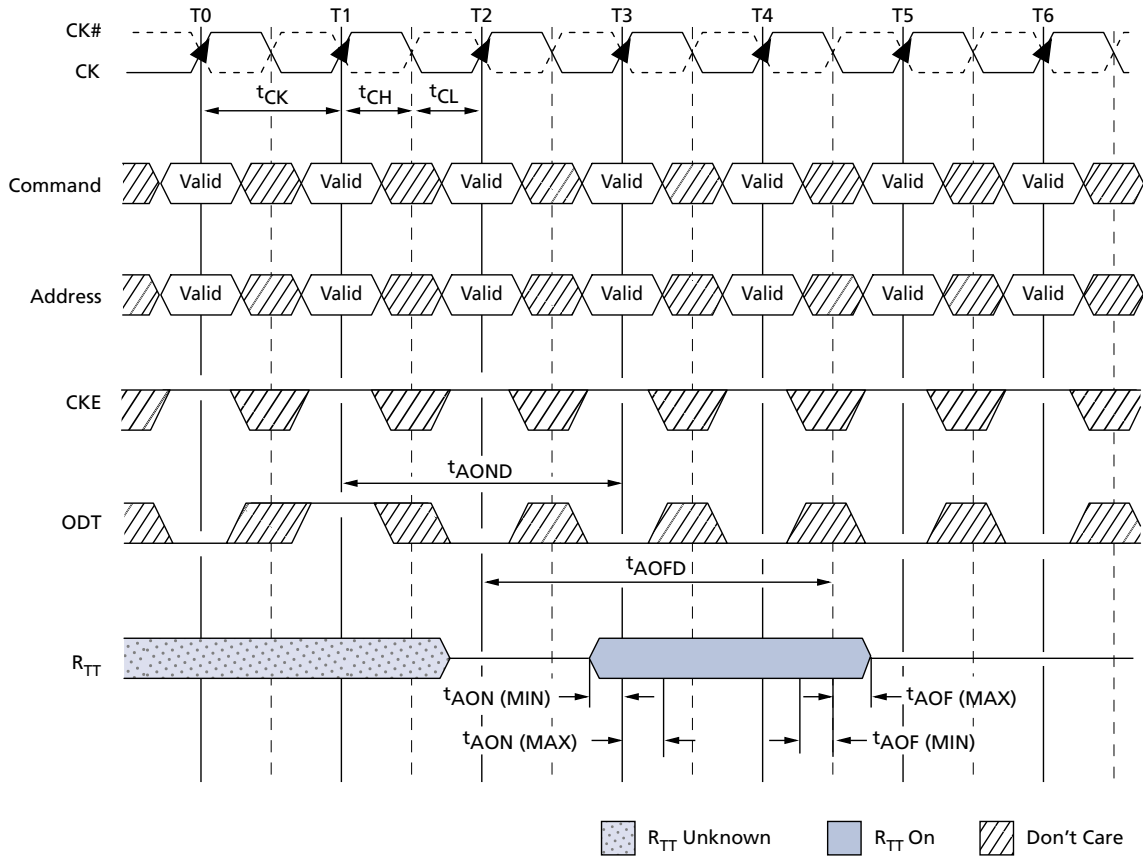 T0 T1 T2 T3 T4 T5 T6
CK#
CK
tCK tCH tCL
Command Valid Valid Valid Valid Valid Valid Valid
Address Valid Valid Valid Valid Valid Valid Valid
CKE
tAOND
ODT
tAOFD
RTT
tAON (MIN) tAOF (MAX)
tAON (MAX) tAOF (MIN)
RTT Unknown RTT On Don't Care